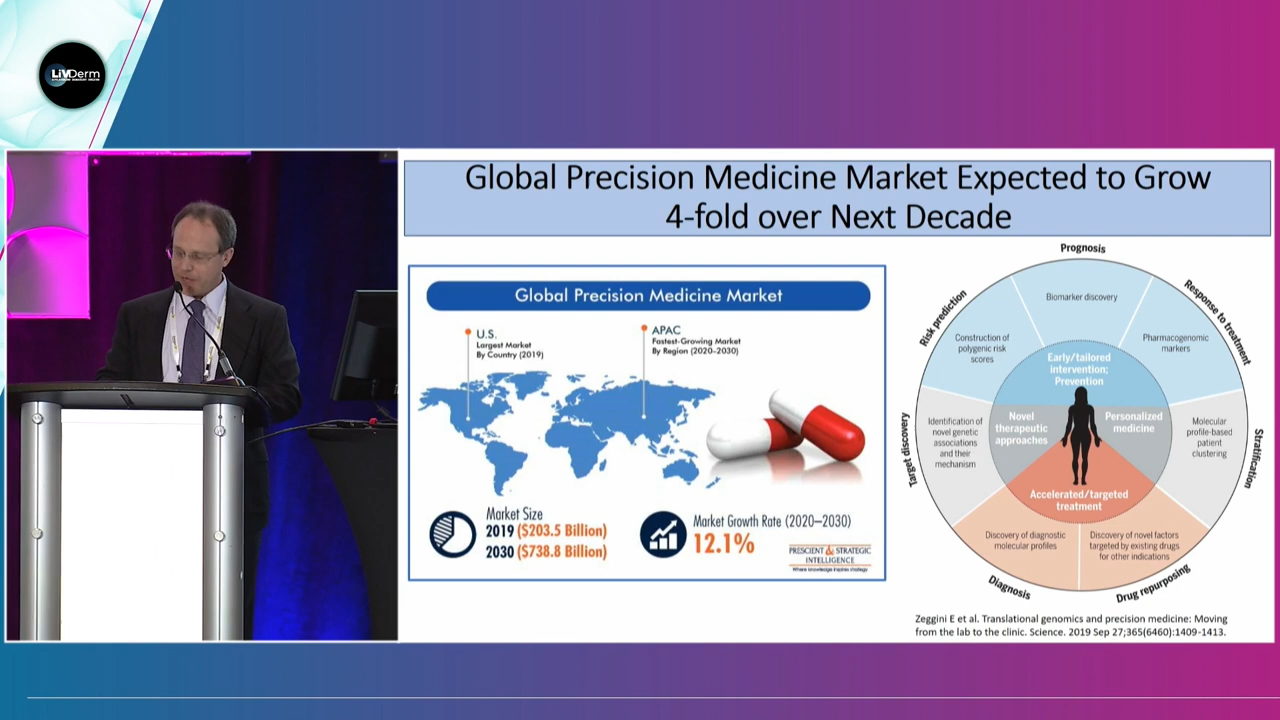 LiVDerm
Global Precision Medicine Market Expected to Grow
4-fold over Next Decade
Global Precision Medicine Market
U.S.
Largest Market
By Country (2019)
APAC
Fastest-Growing Market
By Region (2020–2030)
Market Size
2019 ($203.5 Billion)
2030 ($738.8 Billion)
Market Growth Rate (2020–2030)
12.1%
PRESCIENT & STRATEGIC
INTELLIGENCE
Where knowledge inspires strategy
Prognosis
Risk prediction
Response to treatment
Target discovery
Stratification
Diagnosis
Drug repurposing
Biomarker discovery
Construction of
polygenic risk
scores
Pharmacogenomic
markers
Early/tailored
intervention;
Prevention
Identification of
novel genetic
associations
and their
mechanism
Novel
therapeutic
approaches
Personalized
medicine
Molecular
profile-based
patient
clustering
Accelerated/targeted
treatment
Discovery of diagnostic
molecular profiles
Discovery of novel factors
targeted by existing drugs
for other indications
Zeggini E et al. Translational genomics and precision medicine: Moving
from the lab to the clinic. Science. 2019 Sep 27;365(6460):1409-1413.